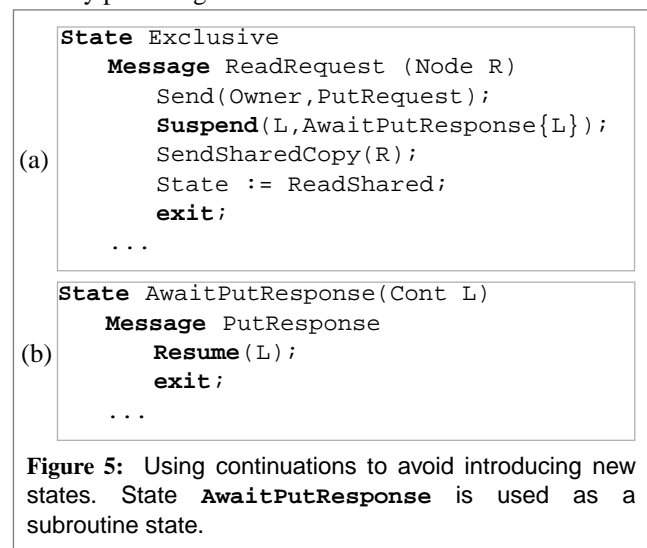 State Exclusive
Message ReadRequest (Node R)
Send(Owner,PutRequest);
Suspend(L,AwaitPutResponse{L});
(a) SendSharedCopy(R);
State := ReadShared;
exit;
...
State AwaitPutResponse(Cont L)
Message PutResponse
(b) Resume(L);
exit;
...
Figure 5: Using continuations to avoid introducing new
states. State AwaitPutResponse is used as a
subroutine state.